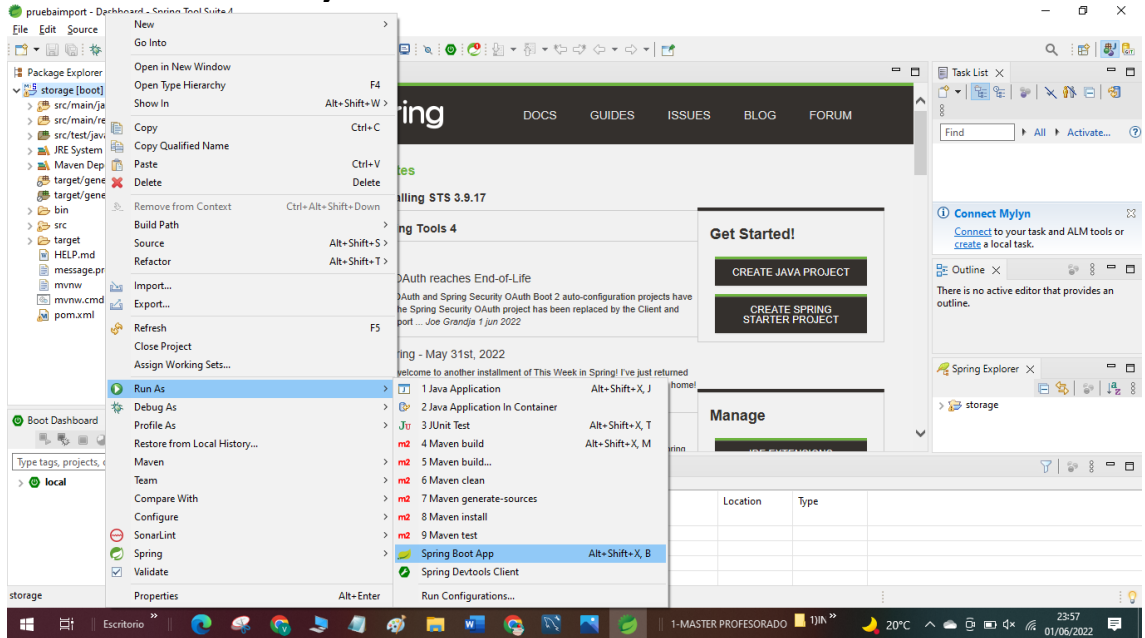 pruebaimport - Dashboard - Spring Tool Suite 4
File Edit Source
Package Explorer
storage [boot]
src/main/ja
src/main/re
src/test/java
JRE System
Maven Dep
target/gene
target/gene
bin
src
target
HELP.md
message.pr
mvnw
mvnw.cmd
pom.xml
Boot Dashboard
Type tags, projects,
local
storage
New
Go Into
Open in New Window
Open Type Hierarchy F4
Show In Alt+Shift+W
Copy Ctrl+C
Copy Qualified Name
Paste Ctrl+V
Delete Delete
Remove from Context Ctrl+Alt+Shift+Down
Build Path
Source Alt+Shift+S
Refactor Alt+Shift+T
Import...
Export...
Refresh F5
Close Project
Assign Working Sets...
Run As
Debug As
Profile As
Restore from Local History...
Maven
Team
Compare With
Configure
SonarLint
Spring
Validate
Properties Alt+Enter
1 Java Application Alt+Shift+X, J
2 Java Application In Container
3 JUnit Test Alt+Shift+X, T
4 Maven build Alt+Shift+X, M
5 Maven build...
6 Maven clean
7 Maven generate-sources
8 Maven install
9 Maven test
Spring Boot App Alt+Shift+X, B
Spring Devtools Client
Run Configurations...
ring DOCS GUIDES ISSUES BLOG FORUM
tes
alling STS 3.9.17
ng Tools 4
OAuth reaches End-of-Life
OAuth and Spring Security OAuth Boot 2 auto-configuration projects have
he Spring Security OAuth project has been replaced by the Client and
port ... Joe Grandja 1 jun 2022
ring - May 31st, 2022
welcome to another installment of This Week in Spring! I've just returned
home!
pring
Get Started!
CREATE JAVA PROJECT
CREATE SPRING
STARTER PROJECT
Manage
IDE EXTENSIONS
Location Type
Task List
Find All Activate...
Connect Mylyn
Connect to your task and ALM tools or
create a local task.
Outline
There is no active editor that provides an
outline.
Spring Explorer
storage
Escritorio
1-MASTER PROFESORADO
1)IN
20°C
23:57
01/06/2022